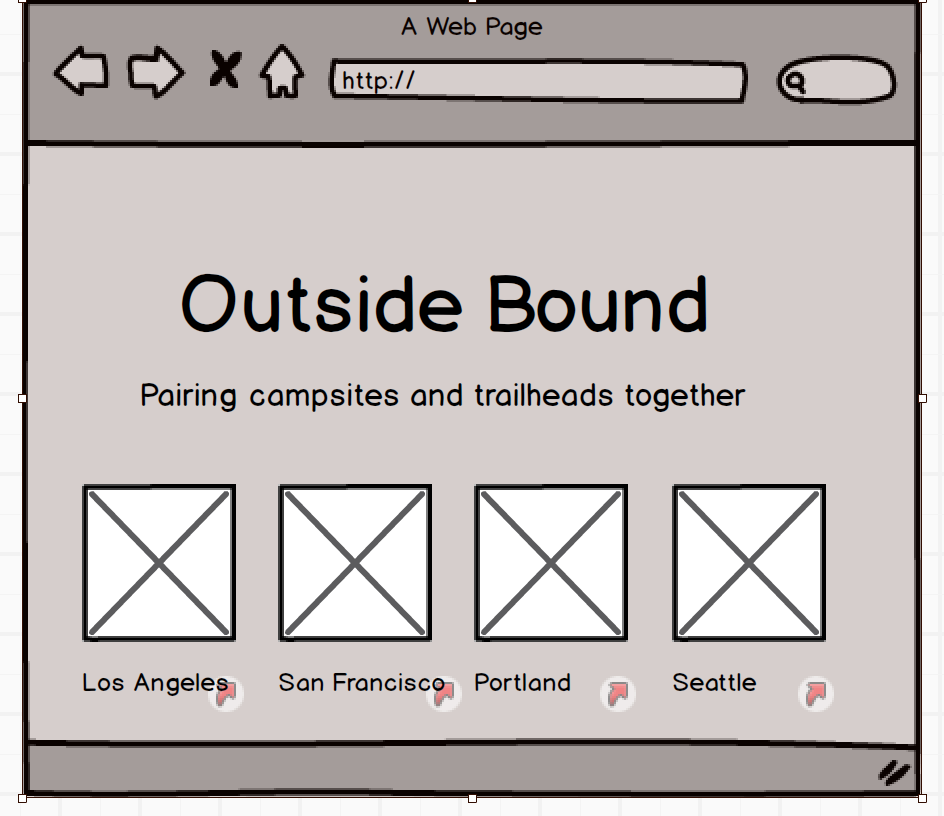 A Web Page
http://
Outside Bound
Pairing campsites and trailheads together
Los Angeles San Francisco Portland Seattle